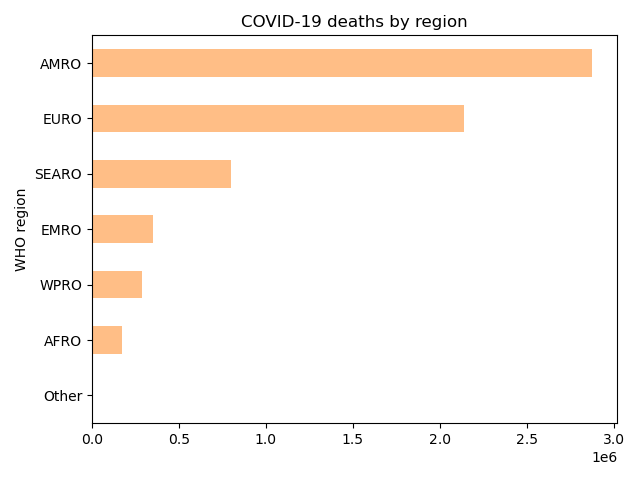 COVID-19 deaths by region
AMRO
EURO
SEARO
EMRO
WPRO
AFRO
Other
WHO region
0.0 0.5 1.0 1.5 2.0 2.5 3.0
1e6